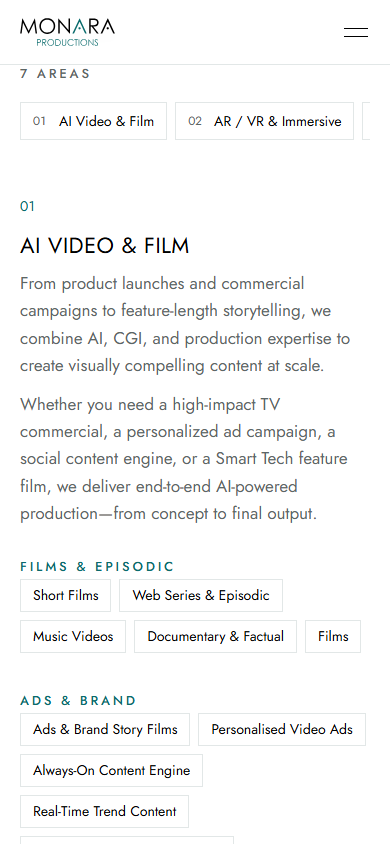 MONARA
PRODUCTIONS
7 AREAS
01 AI Video & Film
02 AR / VR & Immersive
01
AI VIDEO & FILM
From product launches and commercial
campaigns to feature-length storytelling, we
combine AI, CGI, and production expertise to
create visually compelling content at scale.
Whether you need a high-impact TV
commercial, a personalized ad campaign, a
social content engine, or a Smart Tech feature
film, we deliver end-to-end AI-powered
production—from concept to final output.
FILMS & EPISODIC
Short Films
Web Series & Episodic
Music Videos
Documentary & Factual
Films
ADS & BRAND
Ads & Brand Story Films
Personalised Video Ads
Always-On Content Engine
Real-Time Trend Content